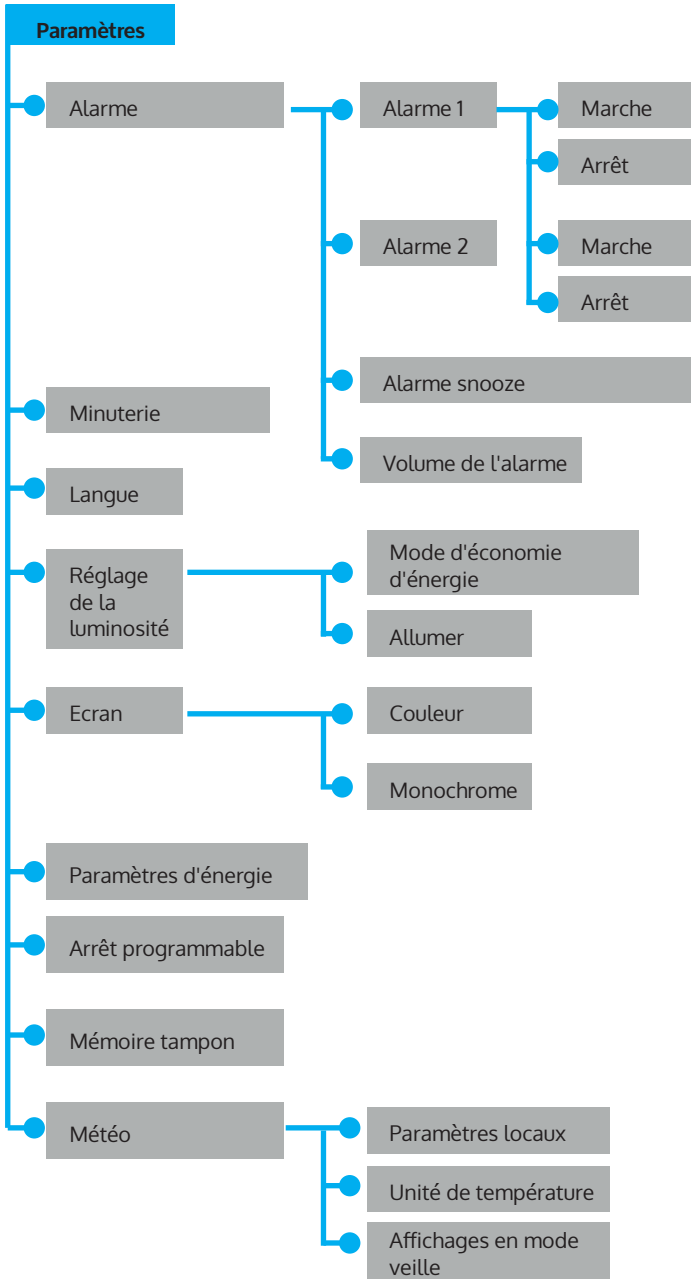 Paramètres
Alarme
Alarme 1
Marche
Arrêt
Alarme 2
Marche
Arrêt
Alarme snooze
Volume de l'alarme
Minuterie
Langue
Réglage
de la
luminosité
Mode d'économie
d'énergie
Allumer
Ecran
Couleur
Monochrome
Paramètres d'énergie
Arrêt programmable
Mémoire tampon
Météo
Paramètres locaux
Unité de température
Affichages en mode
veille